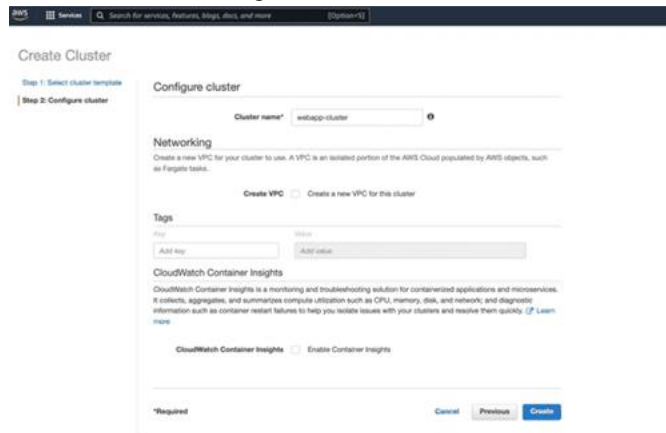 aws
Services
Search for services, features, blogs, docs, and more
[Option+S]
Create Cluster
Step 1: Select cluster template
Step 2: Configure cluster
Configure cluster
Cluster name*
webapp-cluster
Networking
Create a new VPC for your cluster to use. A VPC is an isolated portion of the AWS Cloud populated by AWS objects, such
as Fargate tasks.
Create VPC
Create a new VPC for this cluster
Tags
Key
Value
Add key
Add value
CloudWatch Container Insights
CloudWatch Container Insights is a monitoring and troubleshooting solution for containerized applications and microservices.
It collects, aggregates, and summarizes compute utilization such as CPU, memory, disk, and network; and diagnostic
information such as container restart failures to help you isolate issues with your clusters and resolve them quickly. Learn
more
CloudWatch Container Insights
Enable Container Insights
*Required
Cancel
Previous
Create